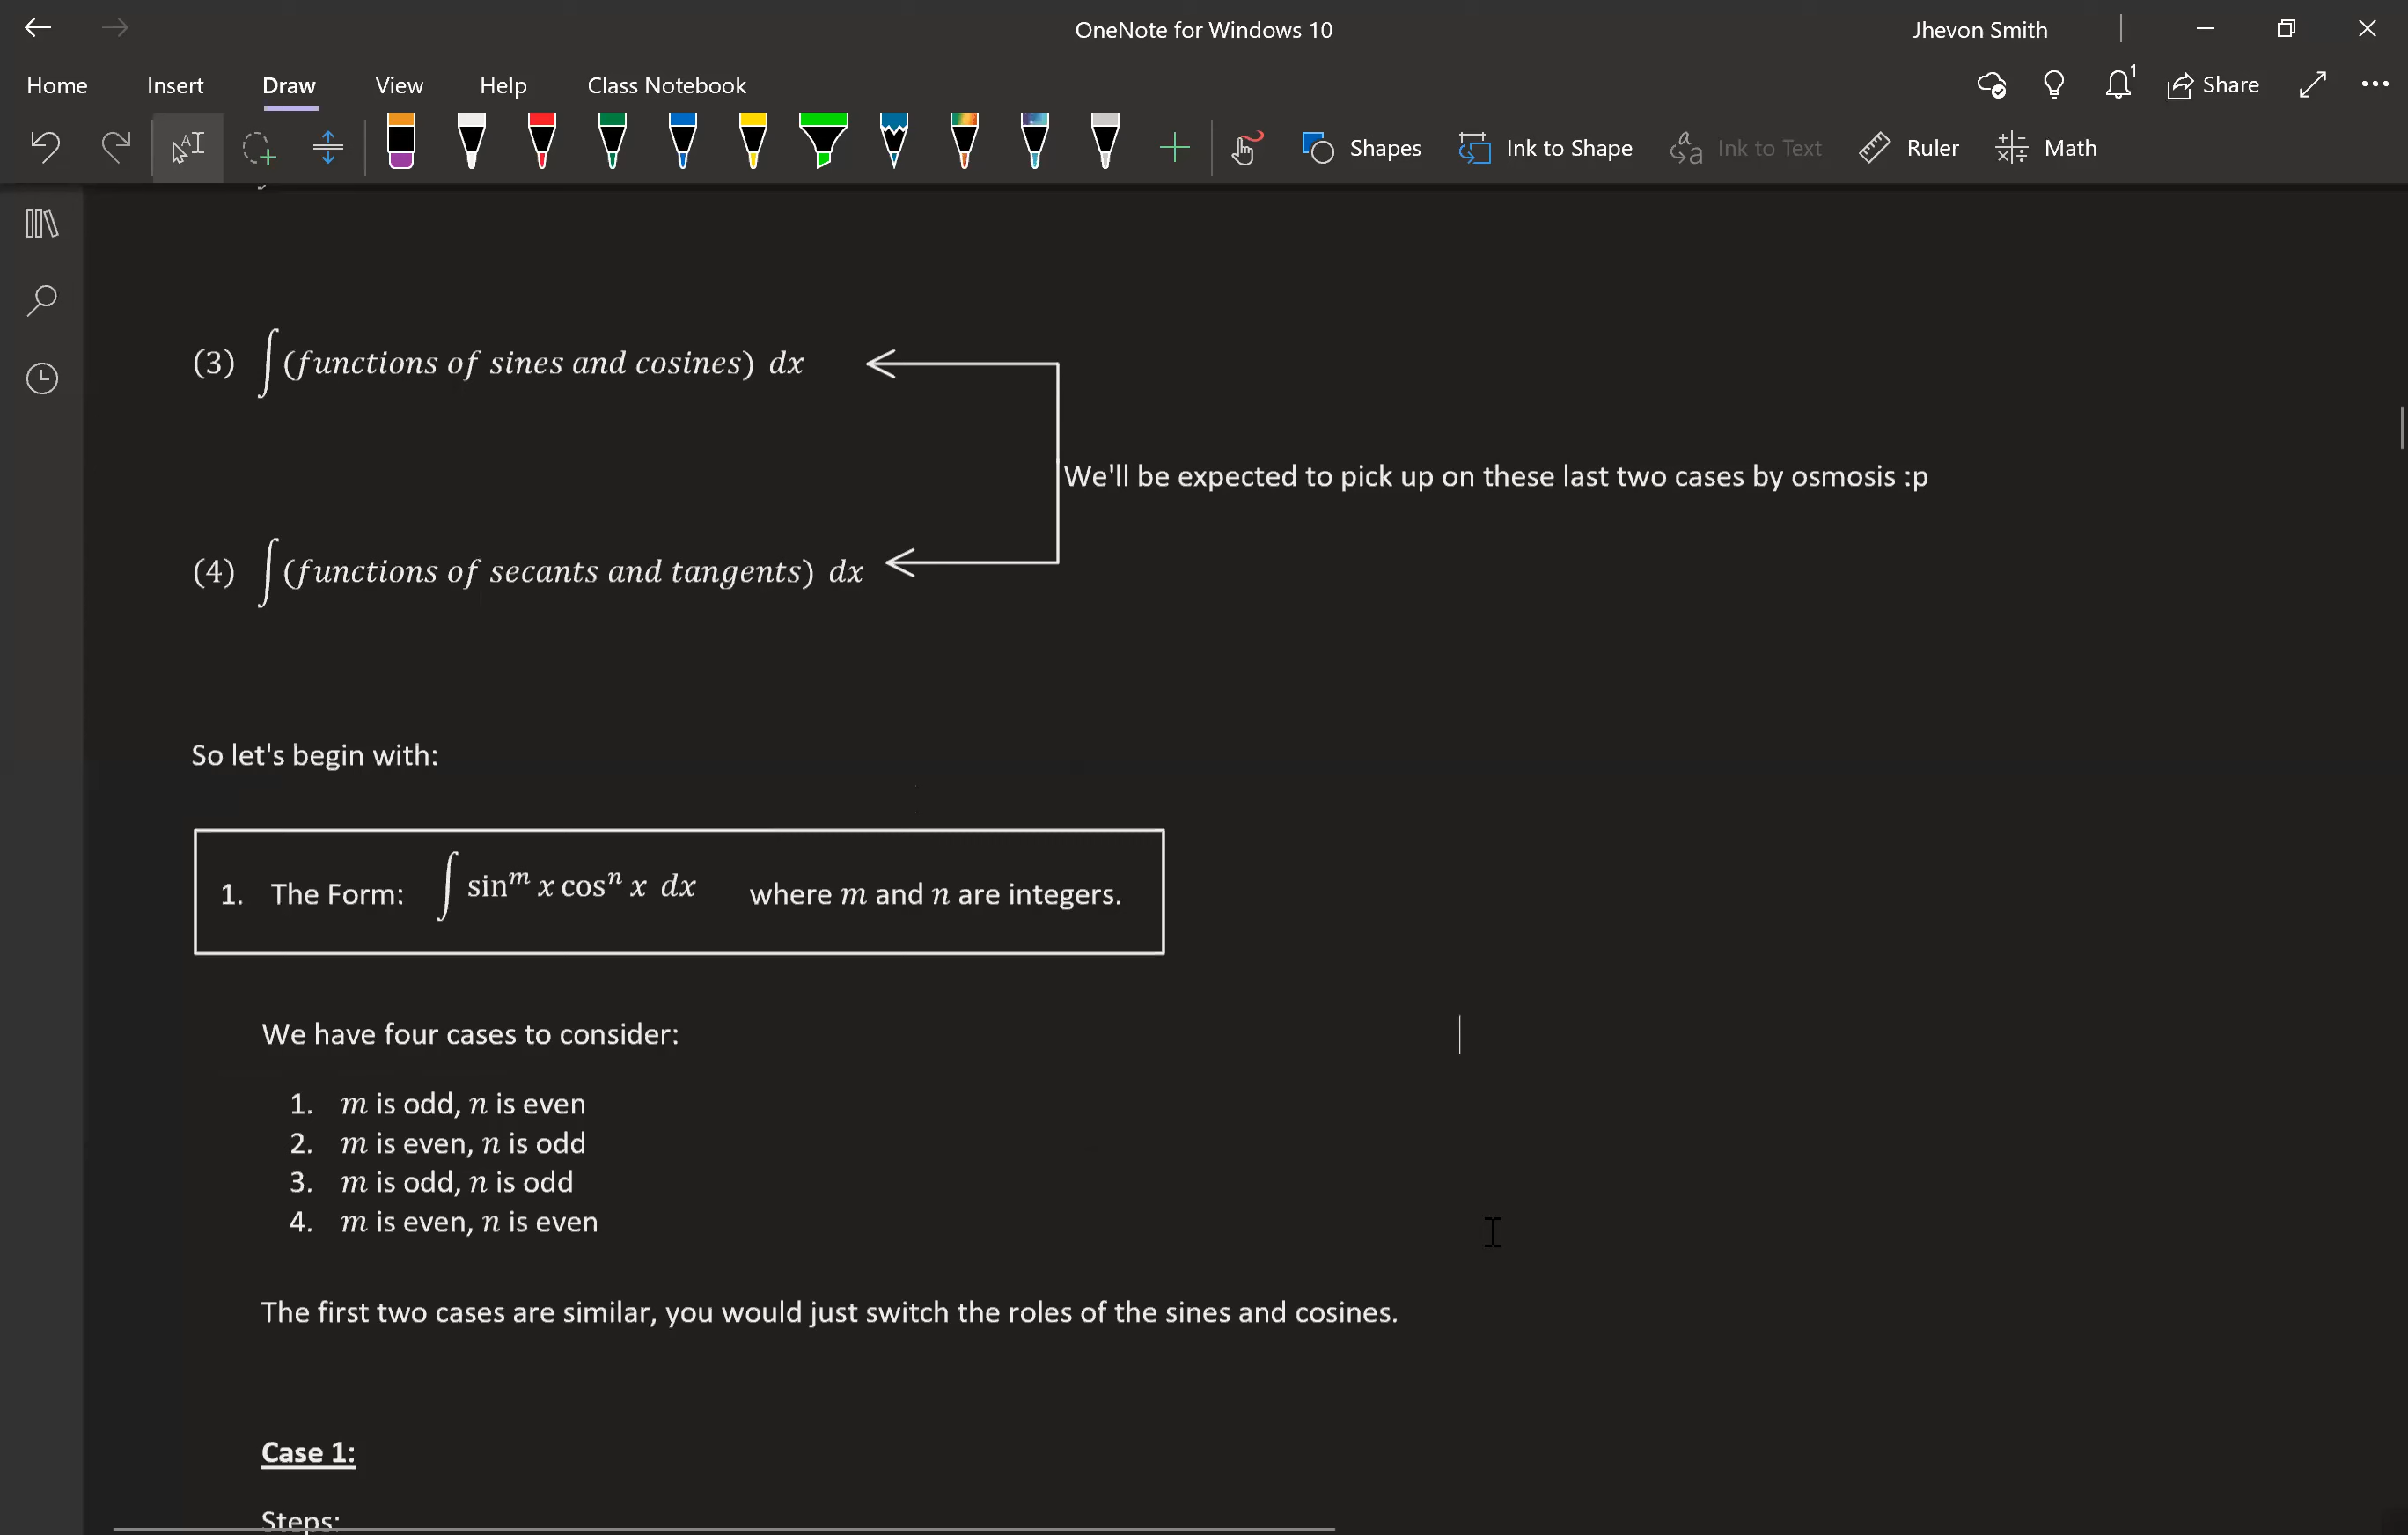 OneNote for Windows 10
Jhevon Smith
Home Insert Draw View Help Class Notebook
1 Share
Shapes Ink to Shape Ink to Text Ruler Math
(3) ∫(functions of sines and cosines) dx
We'll be expected to pick up on these last two cases by osmosis :p
(4) ∫(functions of secants and tangents) dx
So let's begin with:
1. The Form: ∫ sinᵐ x cosⁿ x dx where m and n are integers.
We have four cases to consider:
1. m is odd, n is even
2. m is even, n is odd
3. m is odd, n is odd
4. m is even, n is even
The first two cases are similar, you would just switch the roles of the sines and cosines.
Case 1:
Steps: